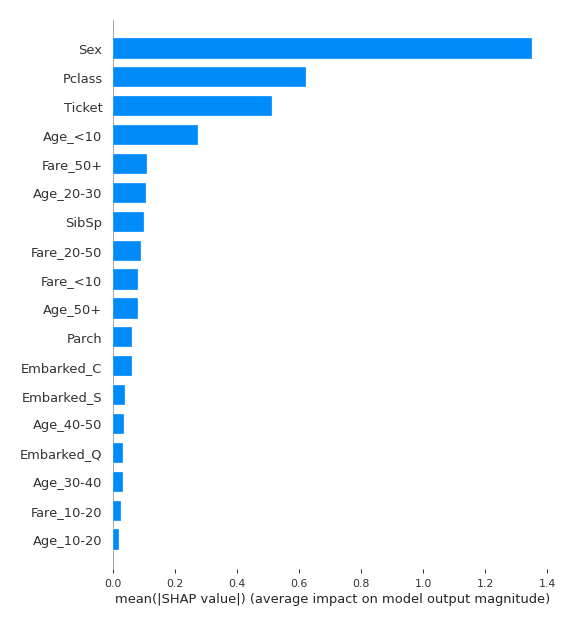 Sex
Pclass
Ticket
Age_<10
Fare_50+
Age_20-30
SibSp
Fare_20-50
Fare_<10
Age_50+
Parch
Embarked_C
Embarked_S
Age_40-50
Embarked_Q
Age_30-40
Fare_10-20
Age_10-20
0.0 0.2 0.4 0.6 0.8 1.0 1.2 1.4
mean(|SHAP value|) (average impact on model output magnitude)